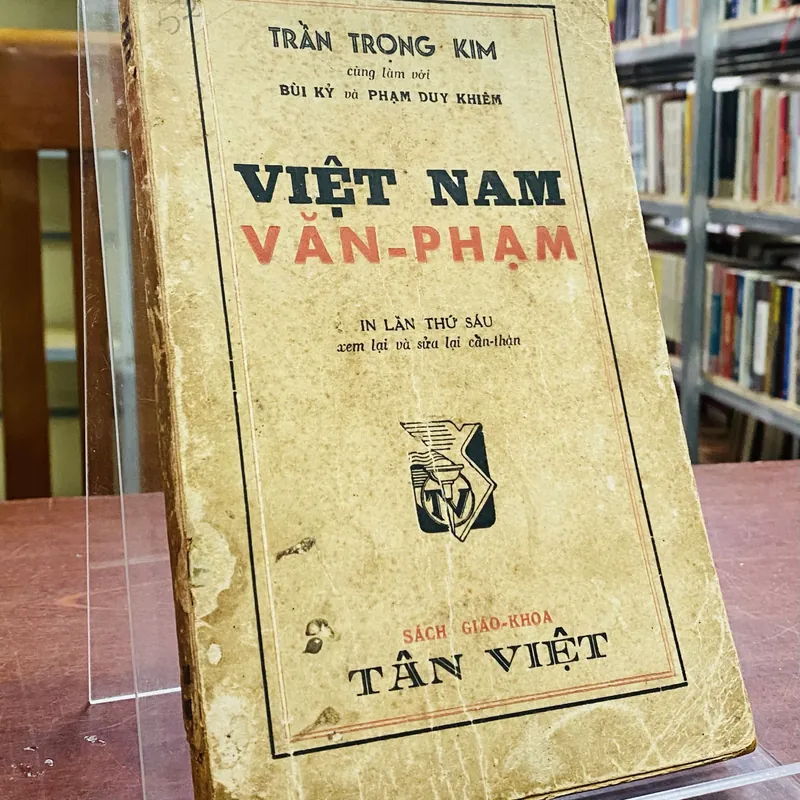 TRẦN TRỌNG KIM
cùng làm với
BÙI KỶ và PHẠM DUY KHIÊM
VIỆT NAM
VĂN-PHẠM
IN LẦN THỨ SÁU
xem lại và sửa lại cẩn-thận
TV
SÁCH GIÁO-KHOA
TÂN VIỆT